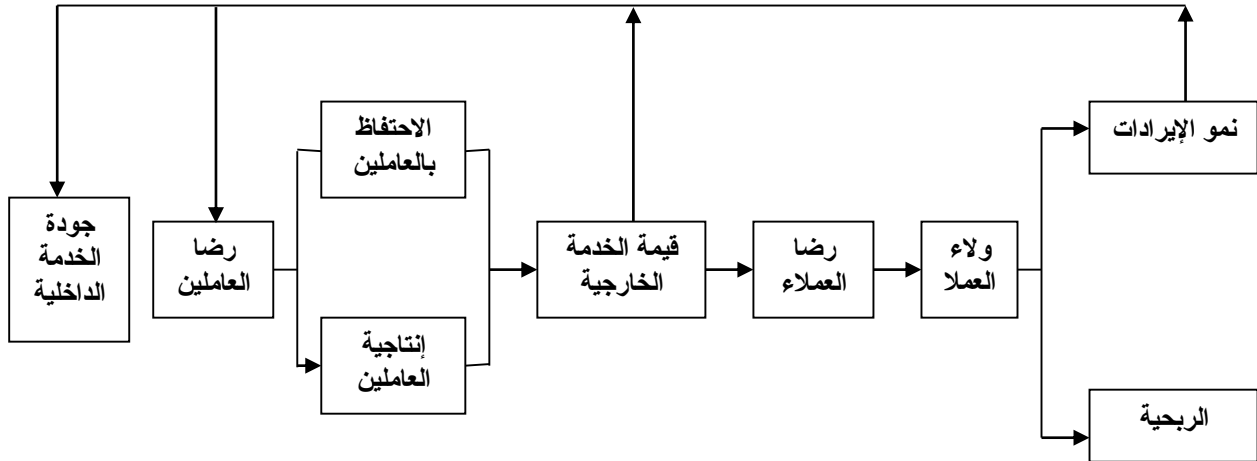 الاحتفاظ
بالعاملين
نمو الإيرادات
جودة
الخدمة
الداخلية
رضا
العاملين
قيمة الخدمة
الخارجية
رضا
العملاء
ولاء
العملا
إنتاجية
العاملين
الربحية